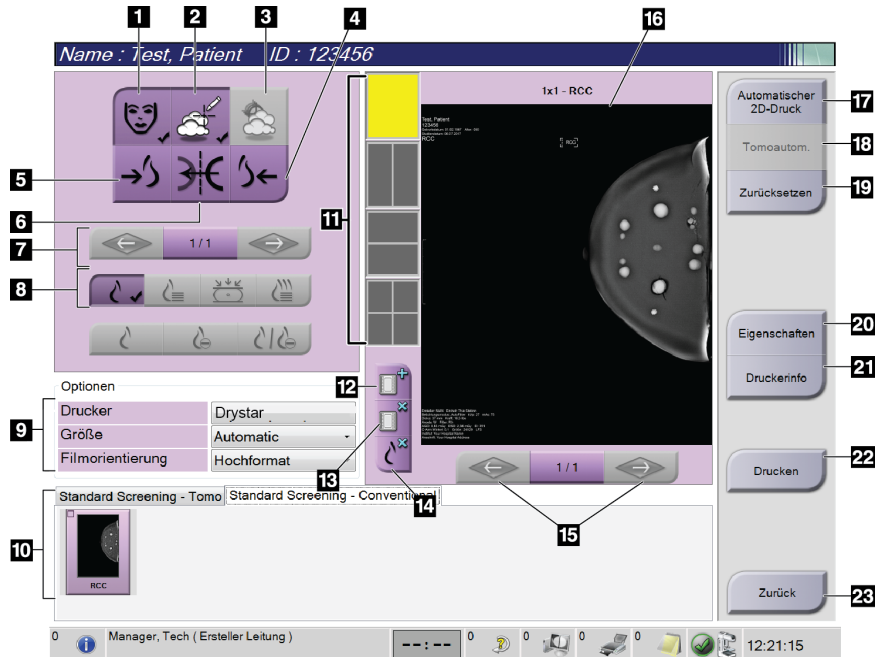 1 2 3 4 16
Name : Test, Patient ID : 123456
1x1 - RCC
Automatischer
2D-Druck
17
Test, Patient
123456
RCC
RCC
Tomoautom.
18
5
6
11
Zurücksetzen
19
7
1 / 1
8
Eigenschaften
20
Druckerinfo
21
Optionen
12
9
Drucker
Drystar
Größe
Automatic
Filmorientierung
Hochformat
13
14
1 / 1
15
Drucken
22
10
Standard Screening - Tomo
Standard Screening - Conventional
RCC
Zurück
23
0
Manager, Tech ( Ersteller Leitung )
--:--
0
0
0
0
12:21:15